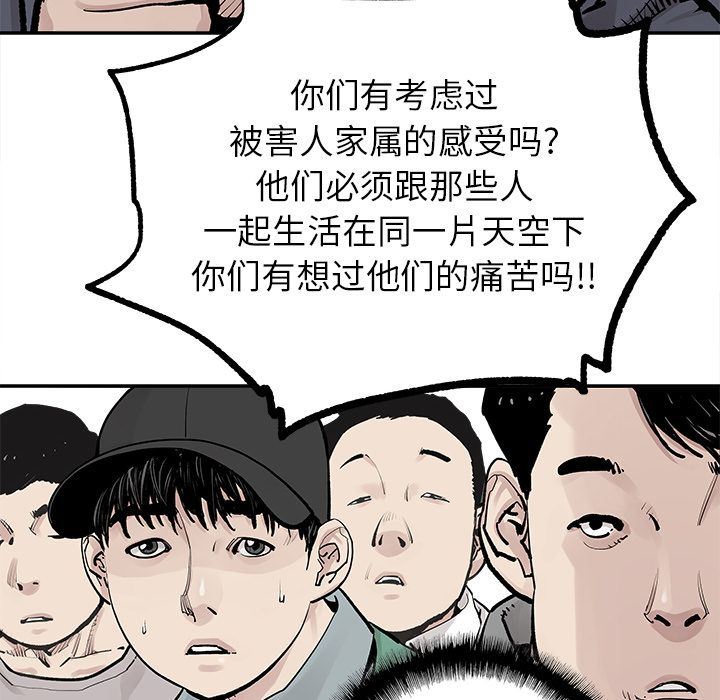 你们有考虑过
被害人家属的感受吗?
他们必须跟那些人
一起生活在同一片天空下
你们有想过他们的痛苦吗!!